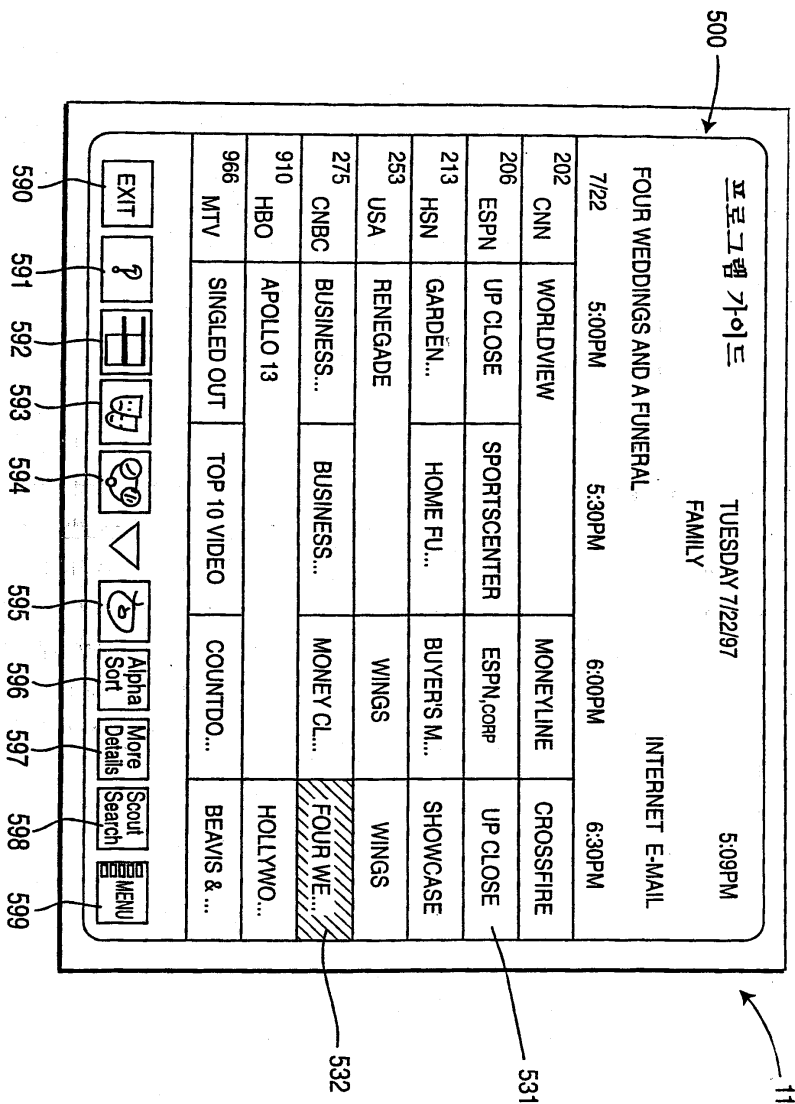 500
11
프로그램 가이드 TUESDAY 7/22/97 5:09PM
FAMILY
FOUR WEDDINGS AND A FUNERAL INTERNET E-MAIL
7/22 5:00PM 5:30PM 6:00PM 6:30PM
202 CNN WORLDVIEW MONEYLINE CROSSFIRE
206 ESPN UP CLOSE SPORTSCENTER ESPN,CORP UP CLOSE
531
213 HSN GARDEN... HOME FU... BUYER'S M... SHOWCASE
253 USA RENEGADE WINGS WINGS
275 CNBC BUSINESS... BUSINESS... MONEY CL... FOUR WE...
532
910 HBO APOLLO 13 HOLLYWO...
966 MTV SINGLED OUT TOP 10 VIDEO COUNTDO... BEAVIS & ...
EXIT ? Alpha Sort More Details Scout Search MENU
590 591 592 593 594 595 596 597 598 599